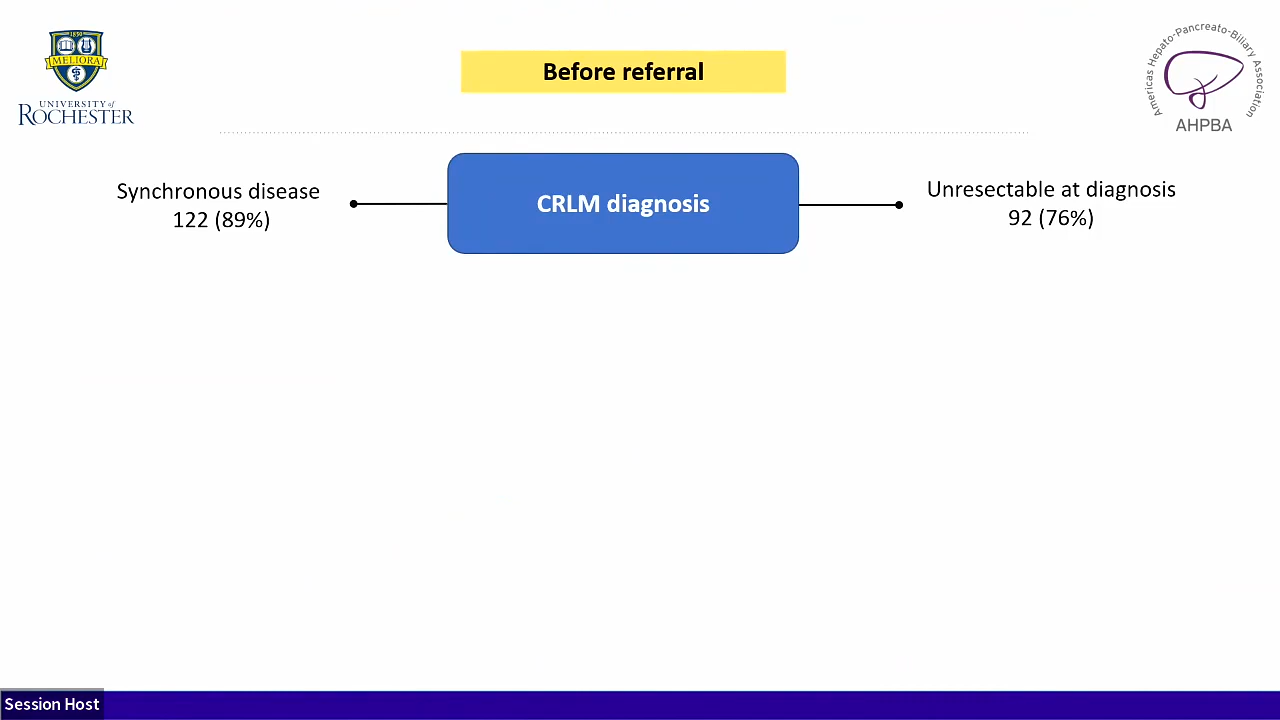 1850
MELIORA
UNIVERSITY of
ROCHESTER
Before referral
Americas Hepato-Pancreato-Biliary Association
AHPBA
Synchronous disease
122 (89%)
CRLM diagnosis
Unresectable at diagnosis
92 (76%)
Session Host